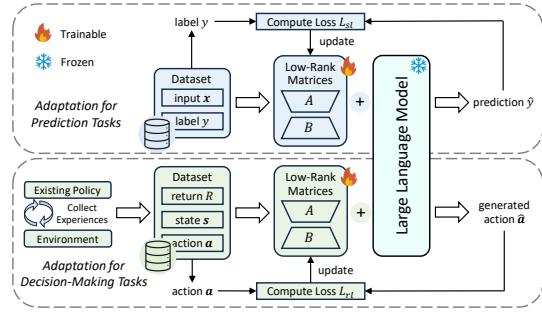 Trainable
Frozen
label y
Compute Loss L_sl
update
Dataset
input x
label y
Low-Rank
Matrices
A
B
+
Large Language Model
prediction ŷ
Adaptation for
Prediction Tasks
Existing Policy
Collect
Experiences
Environment
Dataset
return R
state s
action a
Low-Rank
Matrices
A
B
+
generated
action â
update
Adaptation for
Decision-Making Tasks
action a
Compute Loss L_rl